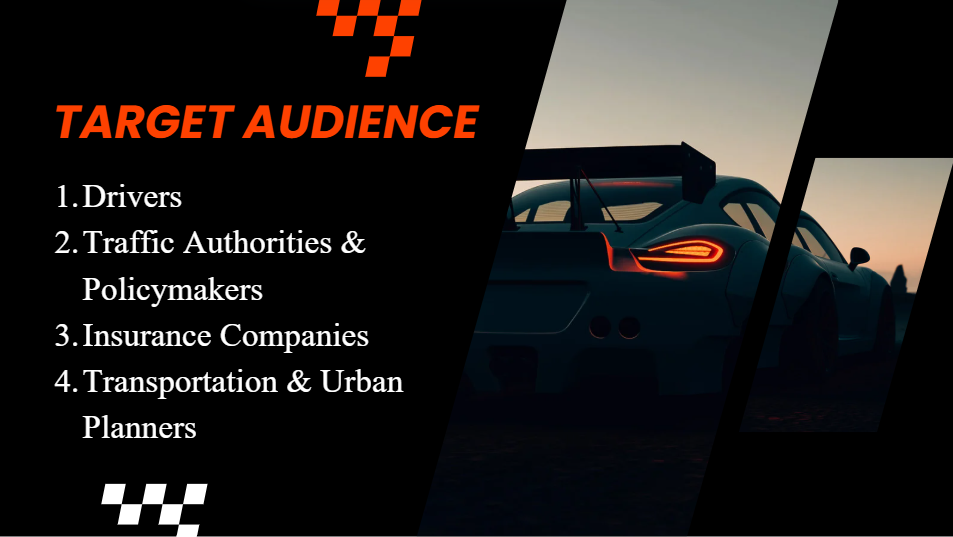 TARGET AUDIENCE
1. Drivers
2. Traffic Authorities &
Policymakers
3. Insurance Companies
4. Transportation & Urban
Planners